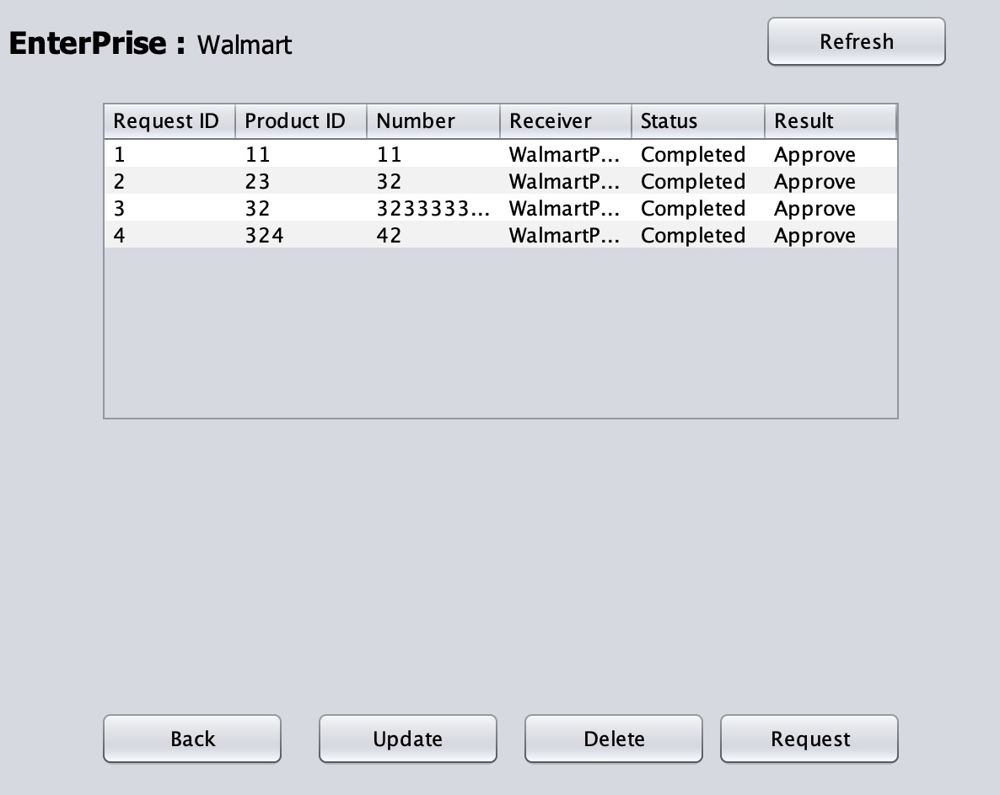 EnterPrise : Walmart
Refresh
Request ID Product ID Number Receiver Status Result
1 11 11 WalmartP... Completed Approve
2 23 32 WalmartP... Completed Approve
3 32 3233333... WalmartP... Completed Approve
4 324 42 WalmartP... Completed Approve
Back Update Delete Request